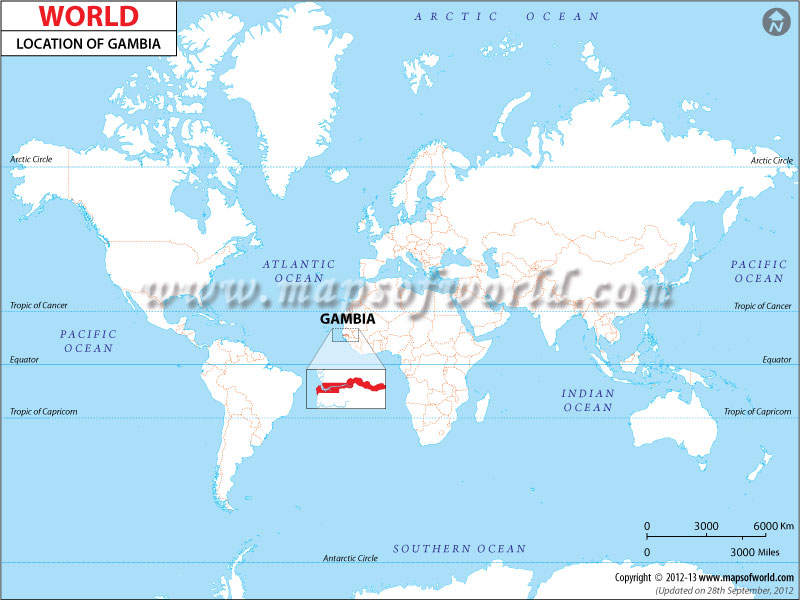 WORLD
LOCATION OF GAMBIA
ARCTIC OCEAN
N
Arctic Circle
Arctic Circle
ATLANTIC
OCEAN
PACIFIC
OCEAN
www.mapsofworld.com
Tropic of Cancer
Tropic of Cancer
GAMBIA
PACIFIC
OCEAN
Equator
Equator
INDIAN
OCEAN
Tropic of Capricorn
Tropic of Capricorn
0 3000 6000 Km
0 3000 Miles
SOUTHERN OCEAN
Antarctic Circle
Copyright © 2012-13 www.mapsofworld.com
(Updated on 28th September, 2012)